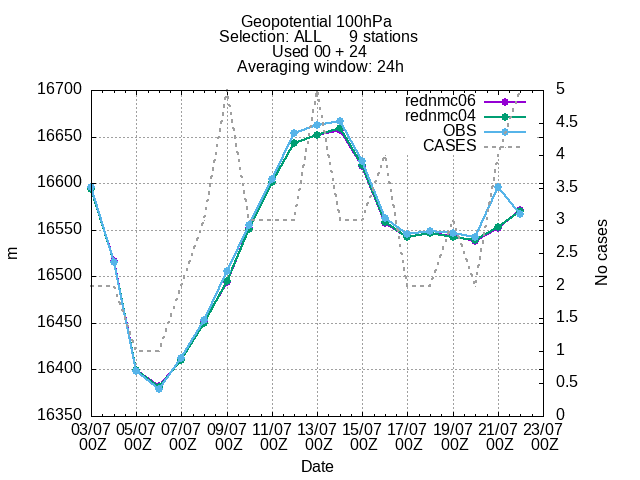 Geopotential 100hPa
Selection: ALL 9 stations
Used 00 + 24
Averaging window: 24h
rednmc06
rednmc04
OBS
CASES
16700
16650
16600
16550
16500
16450
16400
16350
m
5
4.5
4
3.5
3
2.5
2
1.5
1
0.5
0
No cases
03/07 05/07 07/07 09/07 11/07 13/07 15/07 17/07 19/07 21/07 23/07
00Z 00Z 00Z 00Z 00Z 00Z 00Z 00Z 00Z 00Z 00Z
Date